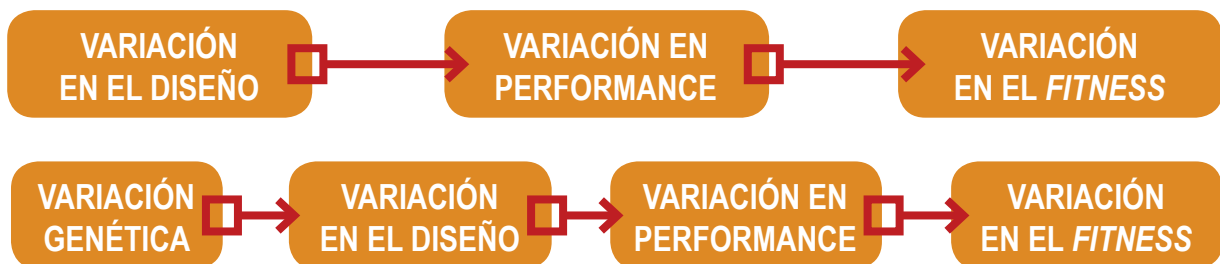 VARIACIÓN
EN EL DISEÑO
VARIACIÓN EN
PERFORMANCE
VARIACIÓN
EN EL FITNESS
VARIACIÓN
GENÉTICA
VARIACIÓN
EN EL DISEÑO
VARIACIÓN EN
PERFORMANCE
VARIACIÓN
EN EL FITNESS